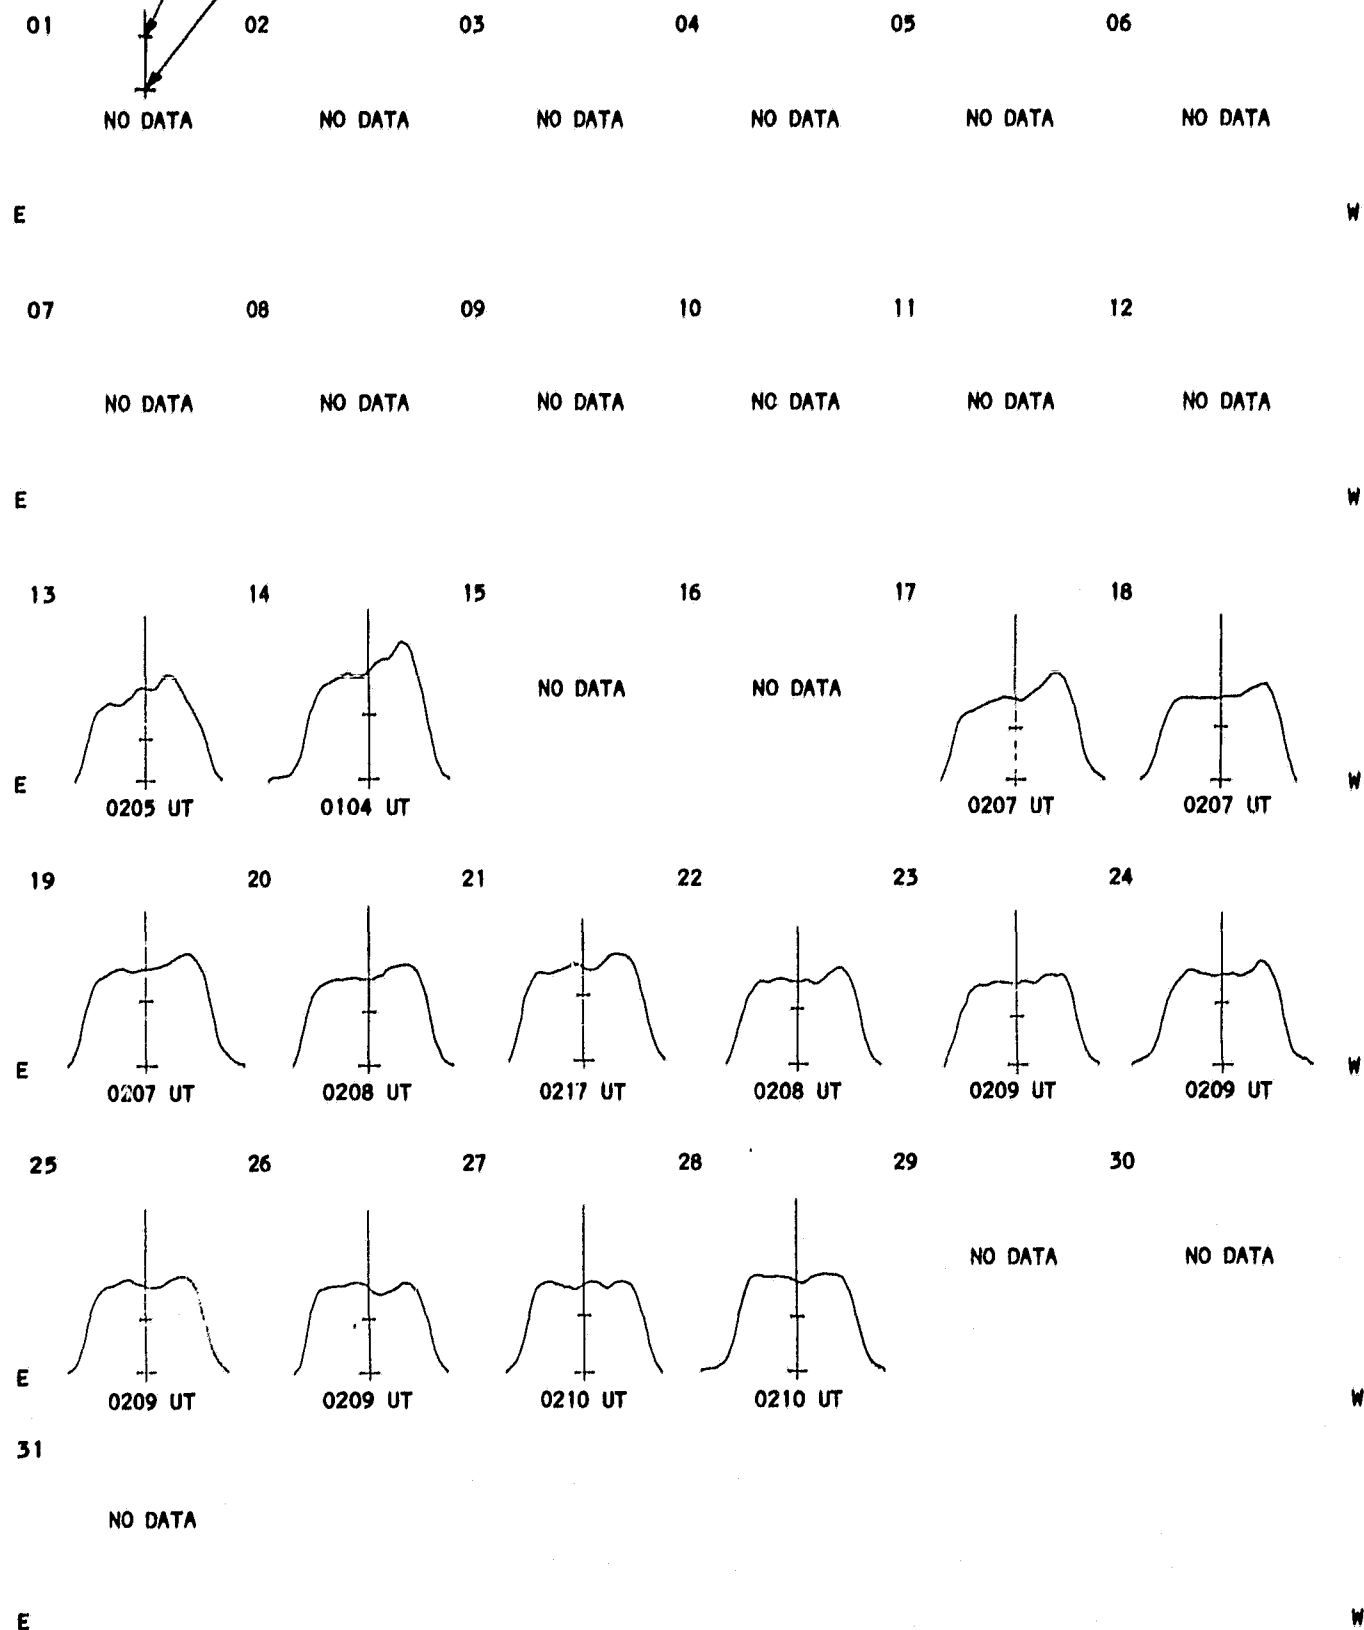 01 02 03 04 05 06
NO DATA NO DATA NO DATA NO DATA NO DATA NO DATA
E W
07 08 09 10 11 12
NO DATA NO DATA NO DATA NO DATA NO DATA NO DATA
E W
13 14 15 16 17 18
NO DATA NO DATA
E W
0205 UT 0104 UT 0207 UT 0207 UT
19 20 21 22 23 24
E W
0207 UT 0208 UT 0217 UT 0208 UT 0209 UT 0209 UT
25 26 27 28 29 30
NO DATA NO DATA
E W
0209 UT 0209 UT 0210 UT 0210 UT
31
NO DATA
E W